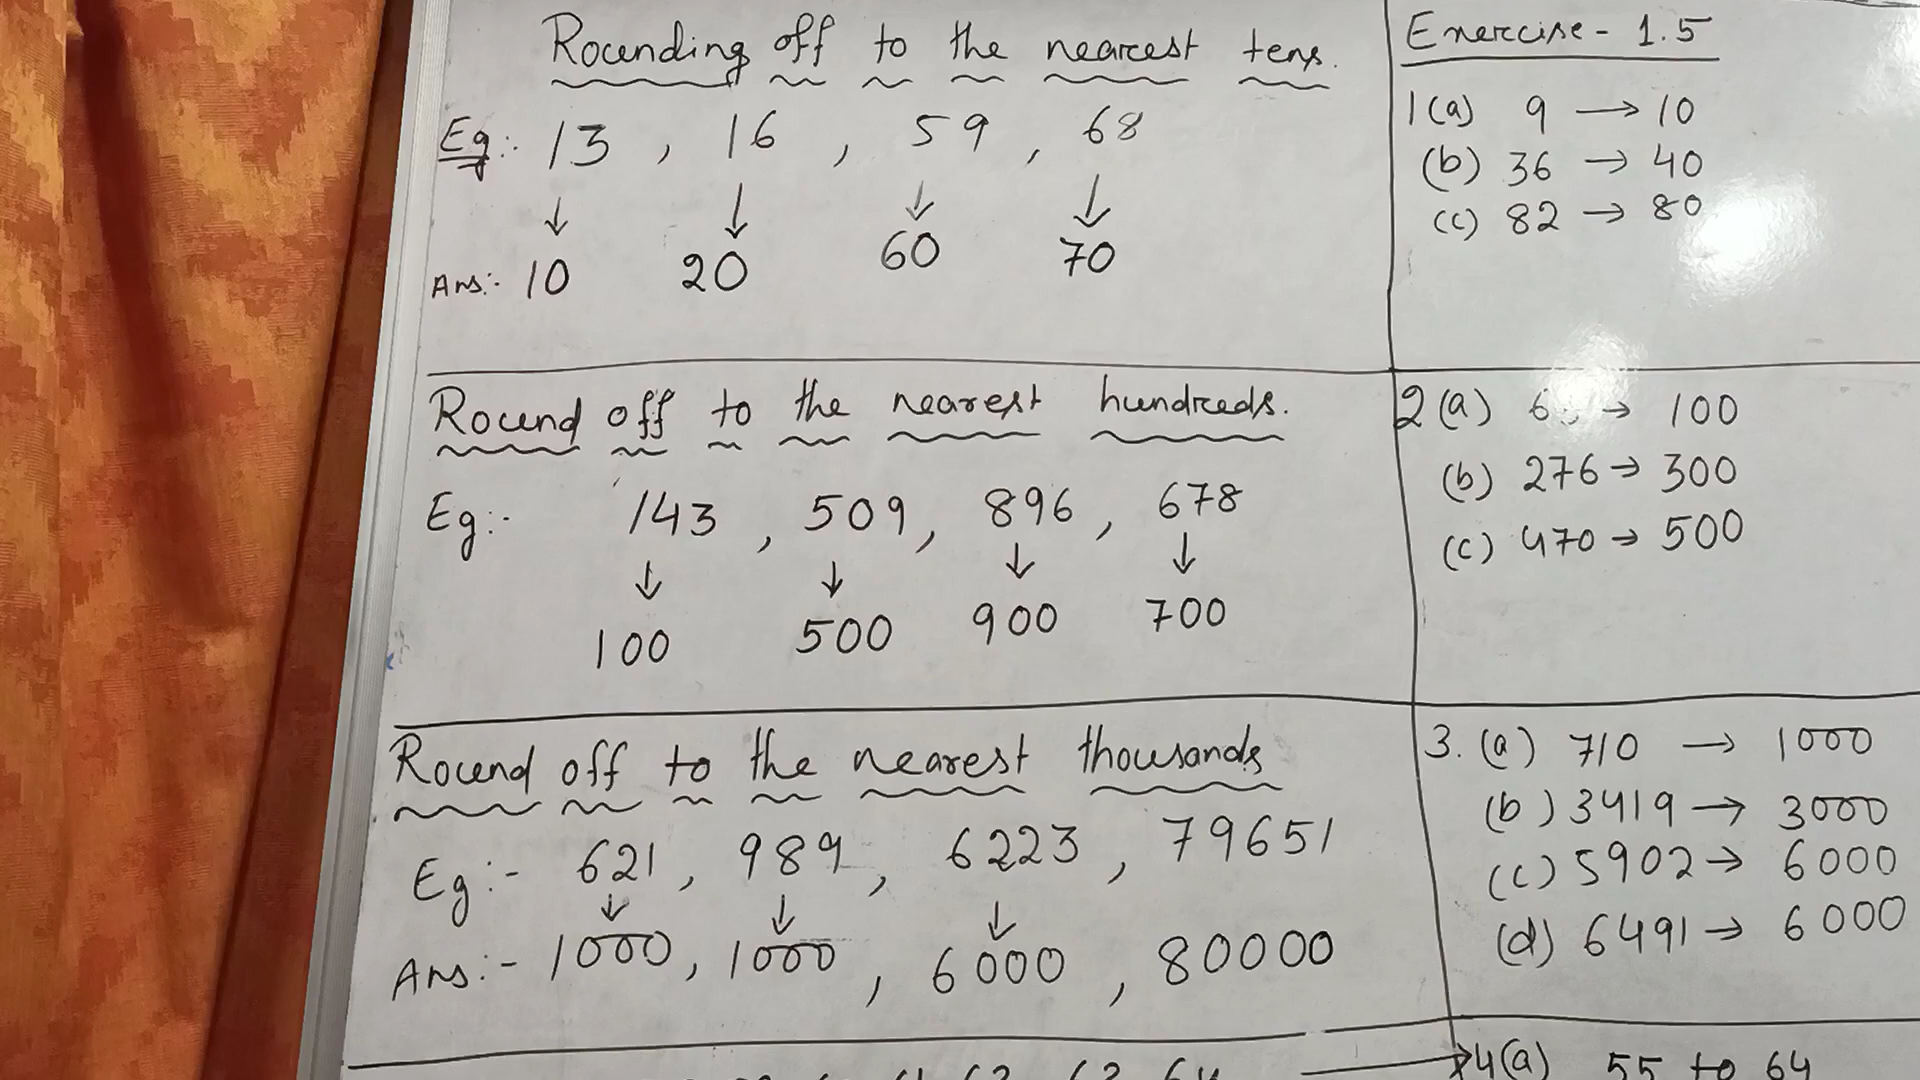 Rounding off to the nearest tens.
Eg:- 13, 16, 59, 68
↓ ↓ ↓ ↓
Ans:- 10 20 60 70
Exercise - 1.5
1(a) 9 → 10
(b) 36 → 40
(c) 82 → 80
Round off to the nearest hundreds.
Eg:- 143, 509, 896, 678
↓ ↓ ↓ ↓
100 500 900 700
2(a) → 100
(b) 276 → 300
(c) 470 → 500
Round off to the nearest thousands
Eg:- 621, 989, 6223, 79651
↓ ↓ ↓
Ans:- 1000, 1000, 6000, 80000
3. (a) 710 → 1000
(b) 3419 → 3000
(c) 5902 → 6000
(d) 6491 → 6000
→ 4(a) 55 to 64